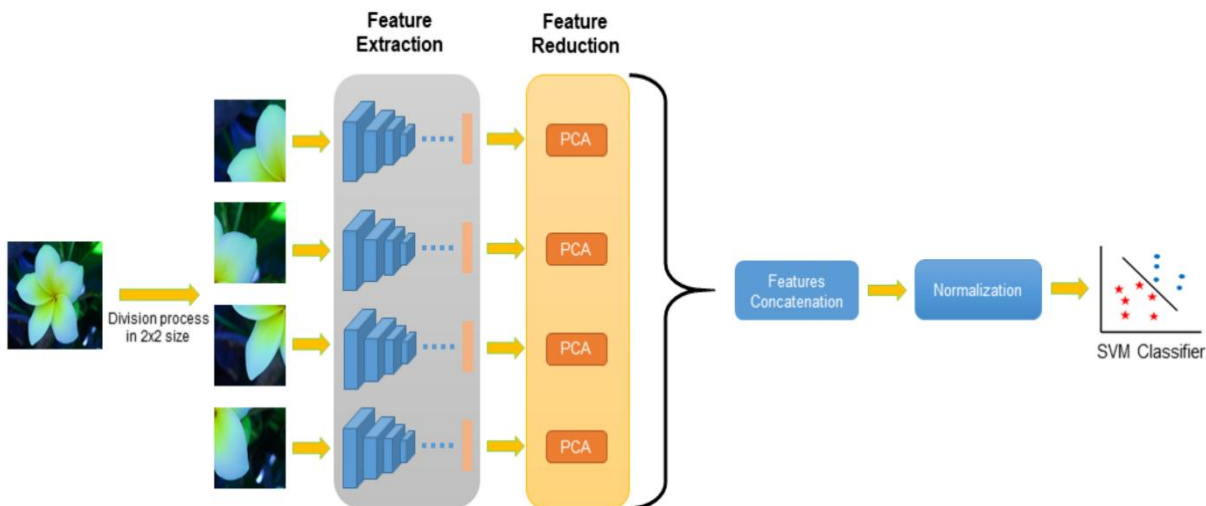 Feature
Extraction
Feature
Reduction
PCA
PCA
PCA
PCA
Division process
in 2x2 size
Features
Concatenation
Normalization
SVM Classifier